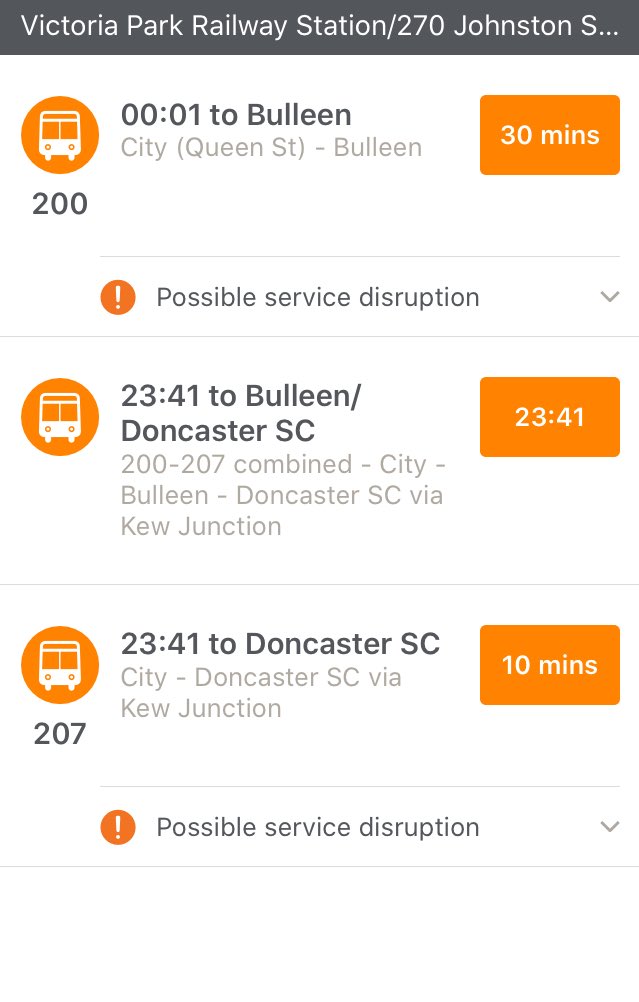 Victoria Park Railway Station/270 Johnston S...
00:01 to Bulleen
City (Queen St) - Bulleen
30 mins
200
!
Possible service disruption
23:41 to Bulleen/
Doncaster SC
200-207 combined - City -
Bulleen - Doncaster SC via
Kew Junction
23:41
23:41 to Doncaster SC
City - Doncaster SC via
Kew Junction
10 mins
207
!
Possible service disruption